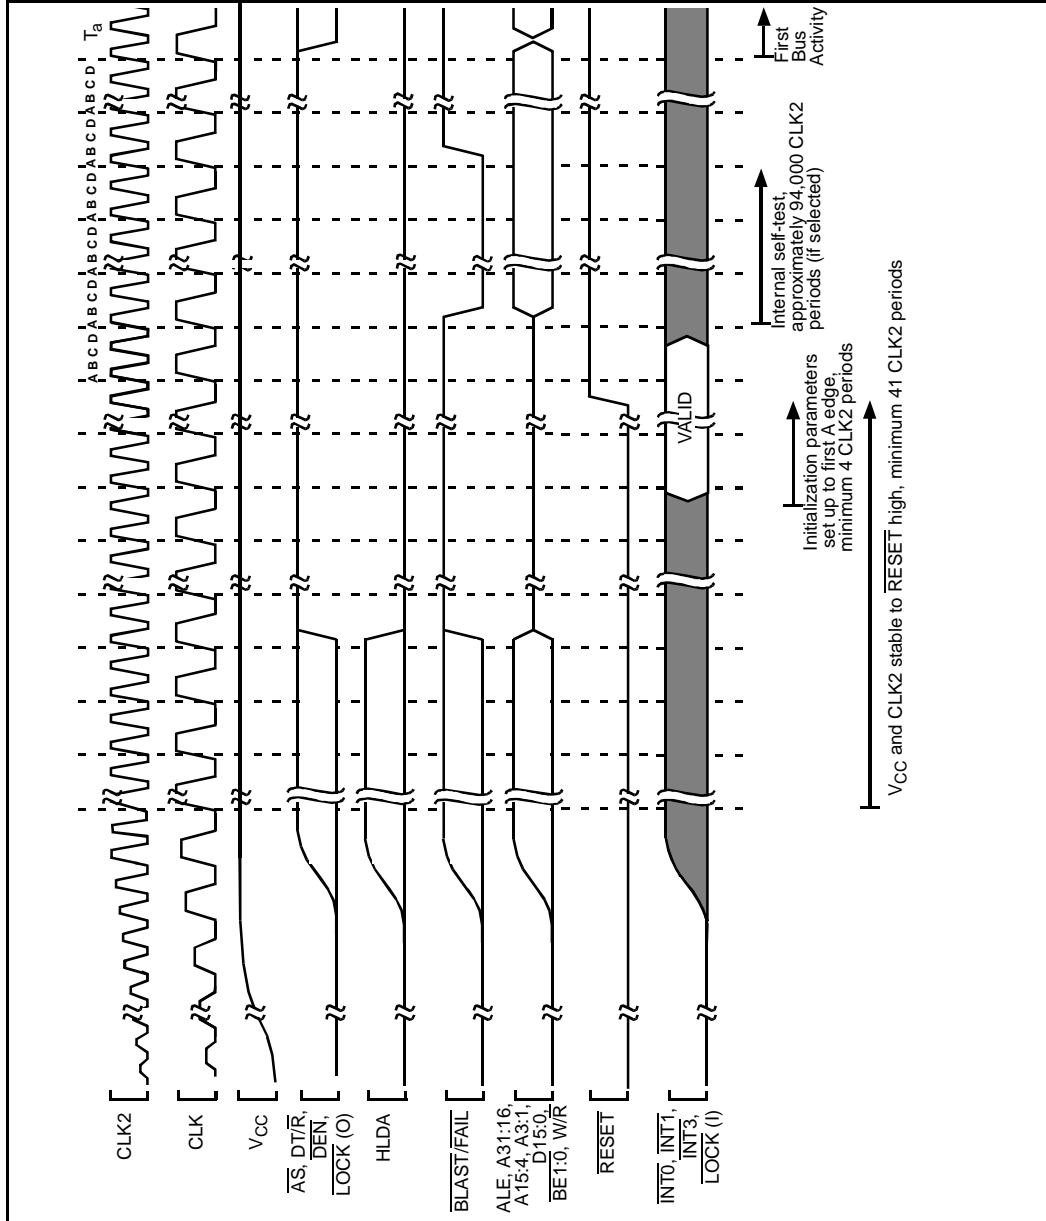 A B C D A B C D A B C D A B C D A B C D A B C D
Ta
CLK2
CLK
VCC
AS, DT/R,
DEN,
LOCK (O)
HLDA
BLAST/FAIL
ALE, A31:16,
A15:4, A3:1,
D15:0,
BE1:0, W/R
RESET
INT0, INT1,
INT3,
LOCK (I)
VALID
First
Bus
Activity
Internal self-test,
approximately 94,000 CLK2
periods (if selected)
Initialization parameters
set up to first A edge,
minimum 4 CLK2 periods
VCC and CLK2 stable to RESET high, minimum 41 CLK2 periods